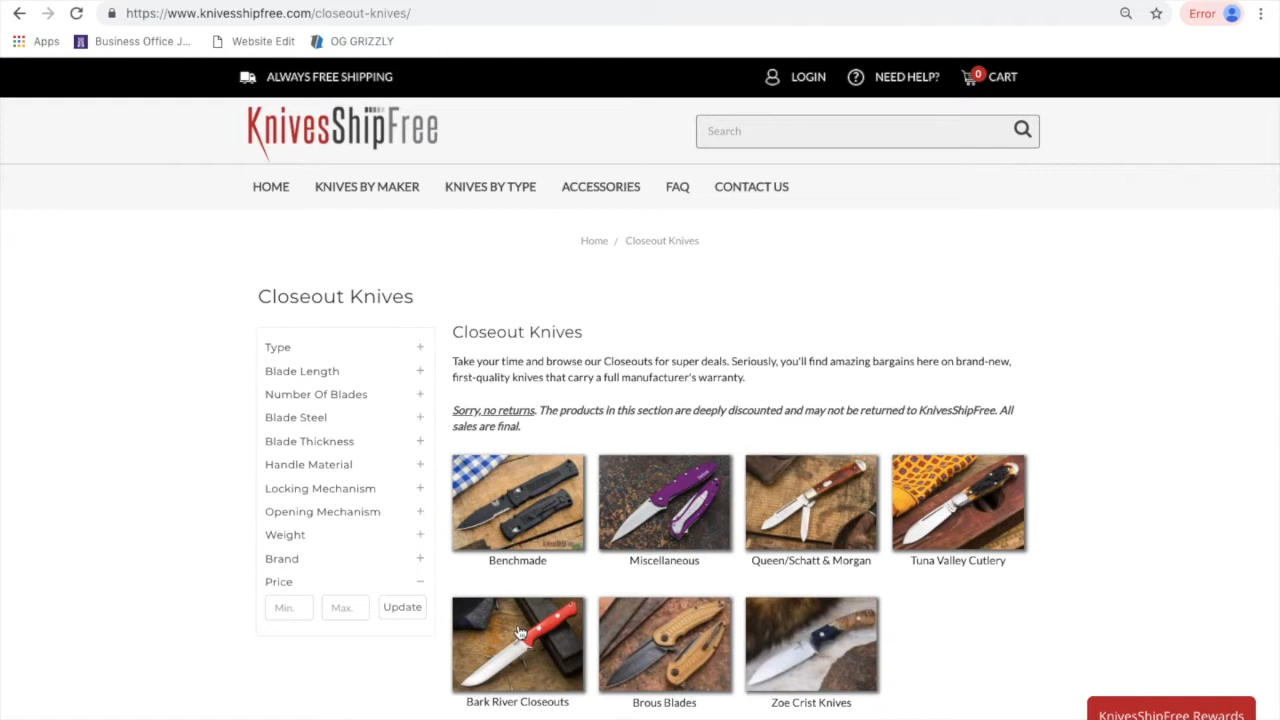 https://www.knivesshipfree.com/closeout-knives/
Error
Apps
Business Office J...
Website Edit
OG GRIZZLY
ALWAYS FREE SHIPPING
LOGIN
NEED HELP?
0
CART
KnivesShipFree
Search
HOME
KNIVES BY MAKER
KNIVES BY TYPE
ACCESSORIES
FAQ
CONTACT US
Home / Closeout Knives
Closeout Knives
Type +
Blade Length +
Number Of Blades +
Blade Steel +
Blade Thickness +
Handle Material +
Locking Mechanism +
Opening Mechanism +
Weight +
Brand +
Price −
Min.
Max.
Update
Closeout Knives
Take your time and browse our Closeouts for super deals. Seriously, you'll find amazing bargains here on brand-new,
first-quality knives that carry a full manufacturer's warranty.
Sorry, no returns. The products in this section are deeply discounted and may not be returned to KnivesShipFree. All
sales are final.
Benchmade
Miscellaneous
Queen/Schatt & Morgan
Tuna Valley Cutlery
Bark River Closeouts
Brous Blades
Zoe Crist Knives
KnivesShipFree Rewards